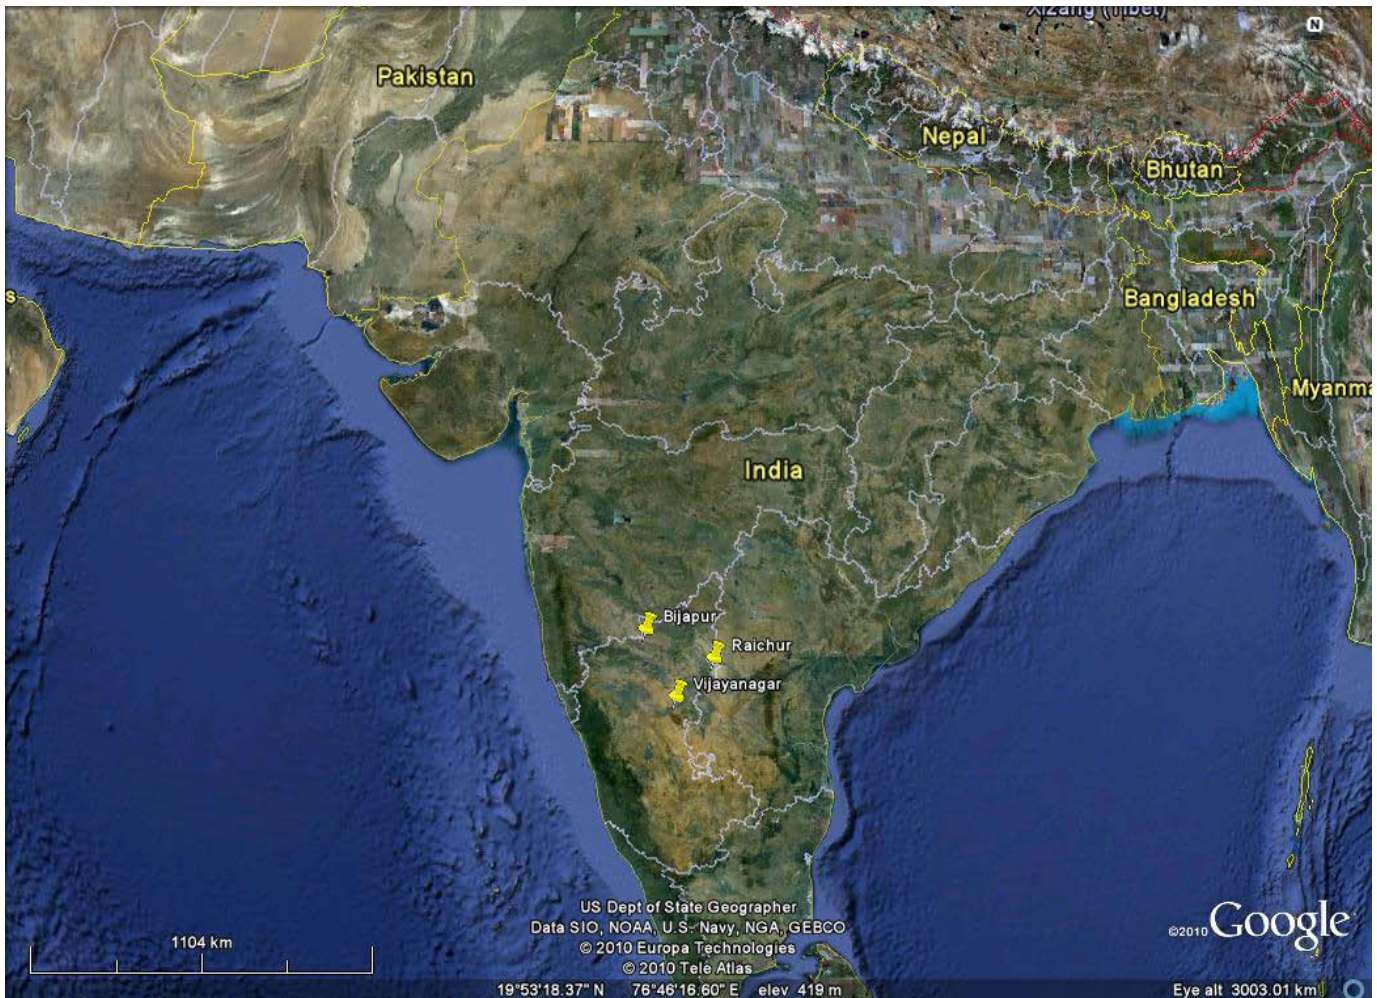 Xizang (Tibet)
N
Pakistan
Nepal
Bhutan
s
Bangladesh
Myanma
India
Bijapur
Raichur
Vijayanagar
US Dept of State Geographer
Data SIO, NOAA, U.S. Navy, NGA, GEBCO
© 2010 Europa Technologies
© 2010 Tele Atlas
©2010 Google
1104 km
19°53'18.37" N 76°46'16.60" E elev 419 m
Eye alt 3003.01 km